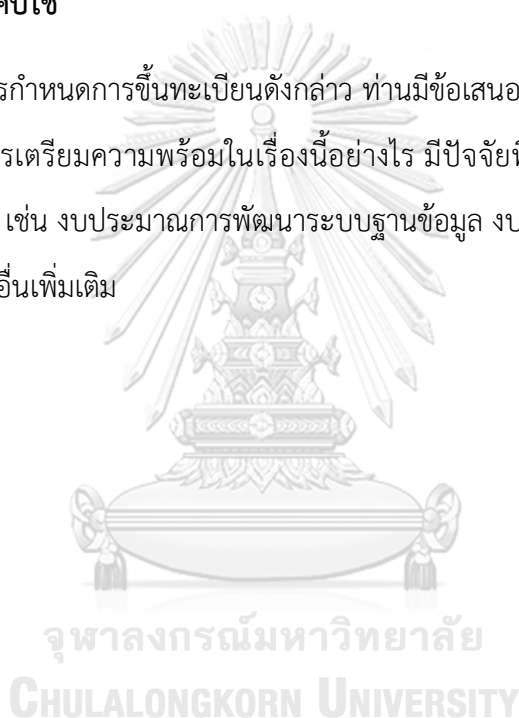 รกำหนดการขึ้นทะเบียนดังกล่าว ท่านมีข้อเสนอ
รเตรียมความพร้อมในเรื่องนี้อย่างไร มีปัจจัย
เช่น งบประมาณการพัฒนาระบบฐานข้อมูล งบ
อื่นเพิ่มเติม
จุฬาลงกรณ์มหาวิทยาลัย
CHULALONGKORN UNIVERSITY